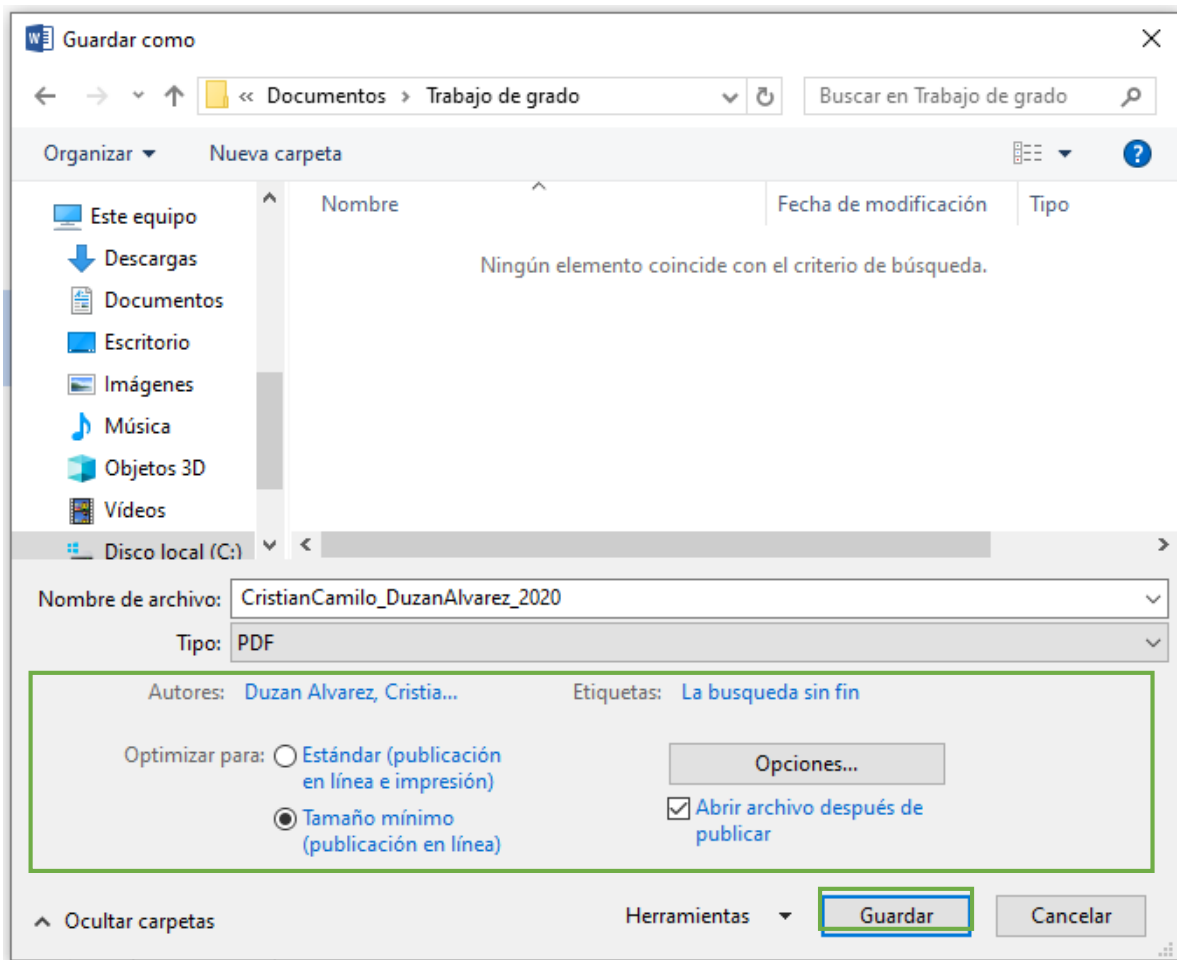 Guardar como
« Documentos > Trabajo de grado
Buscar en Trabajo de grado
Organizar
Nueva carpeta
?
Nombre
Fecha de modificación
Tipo
Este equipo
Descargas
Documentos
Escritorio
Imágenes
Música
Objetos 3D
Vídeos
Disco local (C:)
Ningún elemento coincide con el criterio de búsqueda.
Nombre de archivo: CristianCamilo_DuzanAlvarez_2020
Tipo: PDF
Autores: Duzan Alvarez, Cristia...
Etiquetas: La busqueda sin fin
Optimizar para:
Estándar (publicación
en línea e impresión)
Tamaño mínimo
(publicación en línea)
Opciones...
Abrir archivo después de
publicar
Ocultar carpetas
Herramientas
Guardar
Cancelar